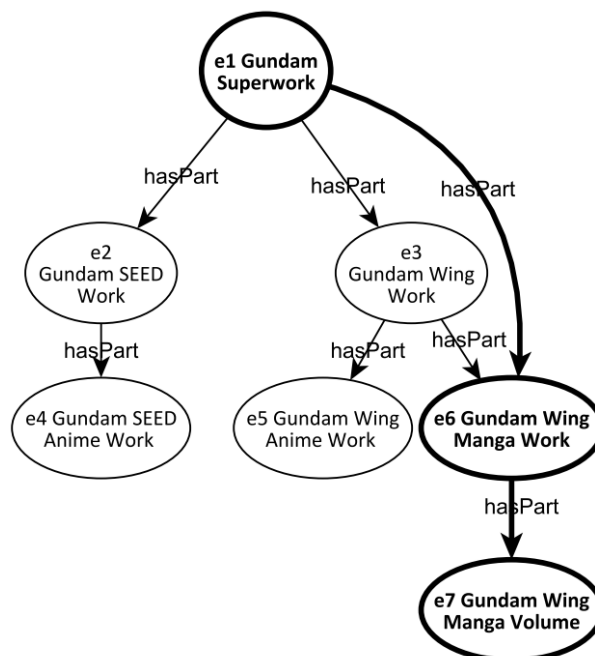 e1 Gundam
Superwork
hasPart
hasPart
hasPart
e2
Gundam SEED
Work
e3
Gundam Wing
Work
hasPart
hasPart
hasPart
e4 Gundam SEED
Anime Work
e5 Gundam Wing
Anime Work
e6 Gundam Wing
Manga Work
hasPart
e7 Gundam Wing
Manga Volume